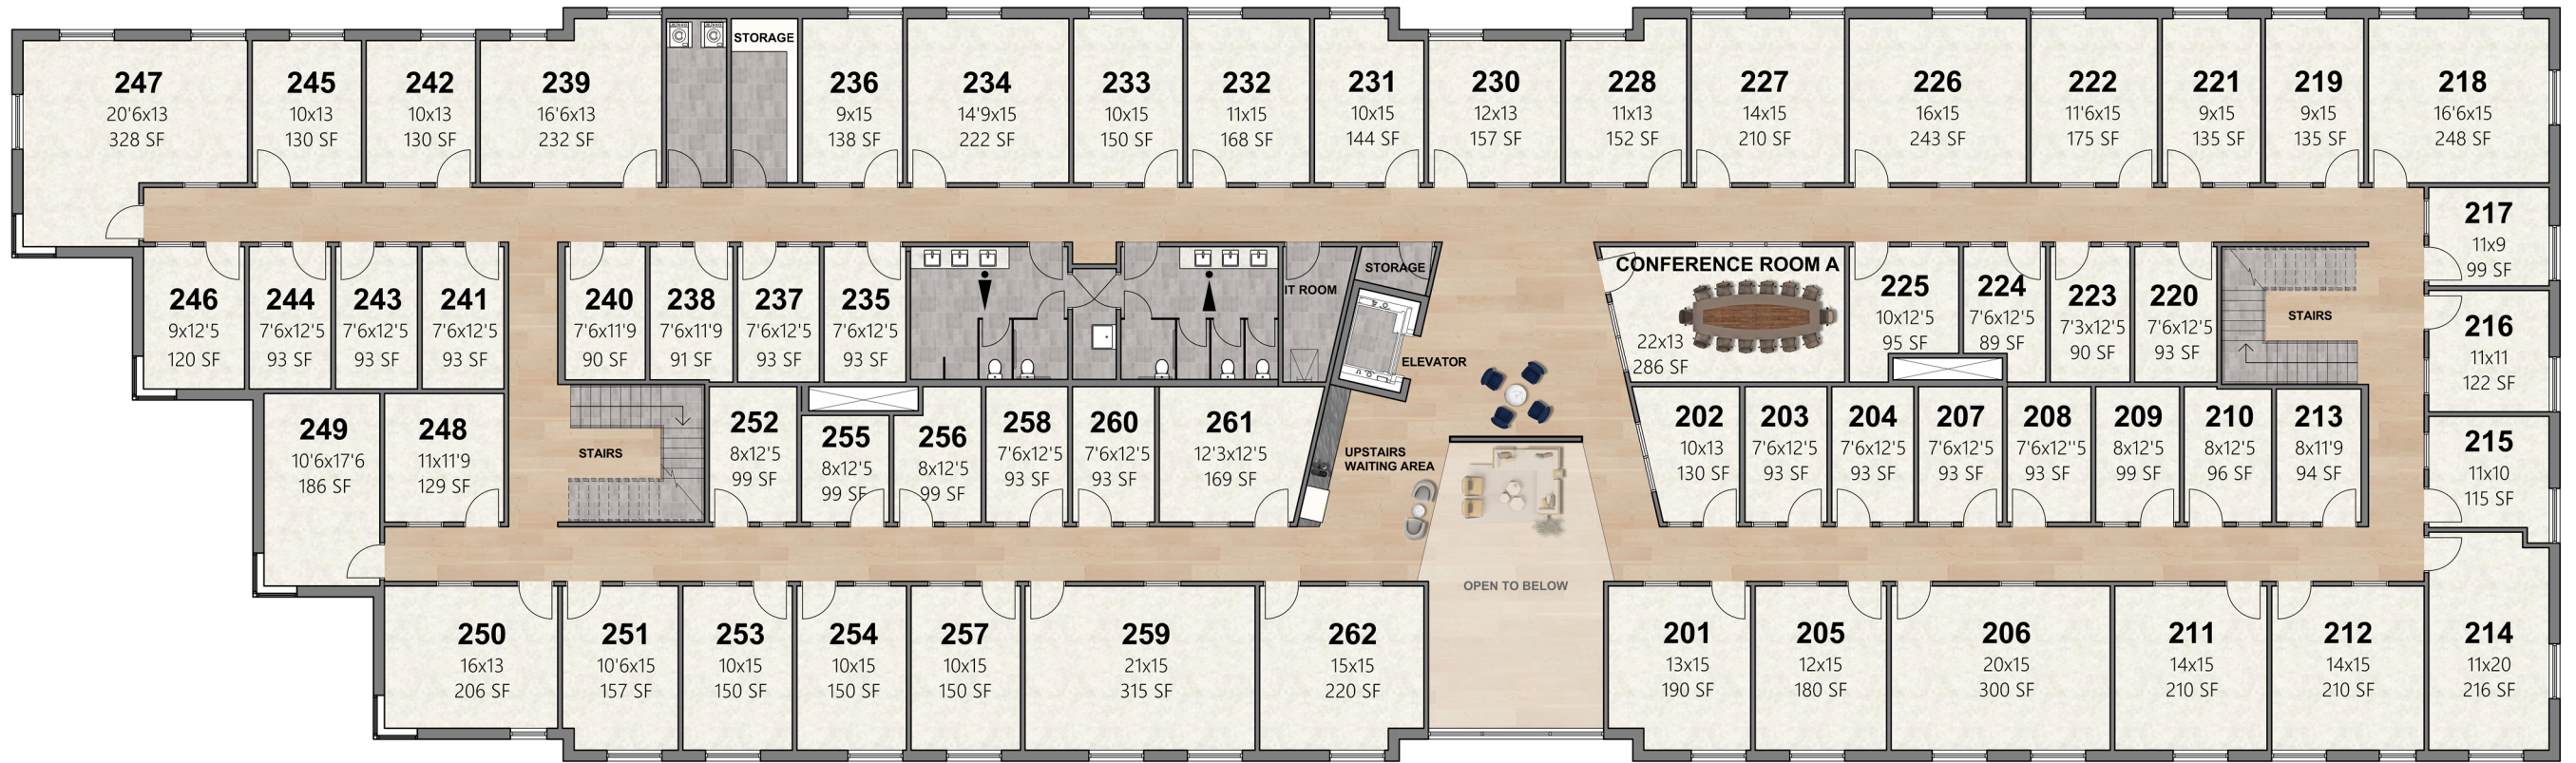 247
20'6x13
328 SF
245
10x13
130 SF
242
10x13
130 SF
239
16'6x13
232 SF
STORAGE
236
9x15
138 SF
234
14'9x15
222 SF
233
10x15
150 SF
232
11x15
168 SF
231
10x15
144 SF
230
12x13
157 SF
228
11x13
152 SF
227
14x15
210 SF
226
16x15
243 SF
222
11'6x15
175 SF
221
9x15
135 SF
219
9x15
135 SF
218
16'6x15
248 SF
217
11x9
99 SF
246
9x12'5
120 SF
244
7'6x12'5
93 SF
243
7'6x12'5
93 SF
241
7'6x12'5
93 SF
240
7'6x11'9
90 SF
238
7'6x11'9
91 SF
237
7'6x12'5
93 SF
235
7'6x12'5
93 SF
IT ROOM
STORAGE
ELEVATOR
CONFERENCE ROOM A
22x13
286 SF
225
10x12'5
95 SF
224
7'6x12'5
89 SF
223
7'3x12'5
90 SF
220
7'6x12'5
93 SF
STAIRS
216
11x11
122 SF
249
10'6x17'6
186 SF
248
11x11'9
129 SF
STAIRS
252
8x12'5
99 SF
255
8x12'5
99 SF
256
8x12'5
99 SF
258
7'6x12'5
93 SF
260
7'6x12'5
93 SF
261
12'3x12'5
169 SF
UPSTAIRS
WAITING AREA
202
10x13
130 SF
203
7'6x12'5
93 SF
204
7'6x12'5
93 SF
207
7'6x12'5
93 SF
208
7'6x12''5
93 SF
209
8x12'5
99 SF
210
8x12'5
96 SF
213
8x11'9
94 SF
215
11x10
115 SF
OPEN TO BELOW
250
16x13
206 SF
251
10'6x15
157 SF
253
10x15
150 SF
254
10x15
150 SF
257
10x15
150 SF
259
21x15
315 SF
262
15x15
220 SF
201
13x15
190 SF
205
12x15
180 SF
206
20x15
300 SF
211
14x15
210 SF
212
14x15
210 SF
214
11x20
216 SF